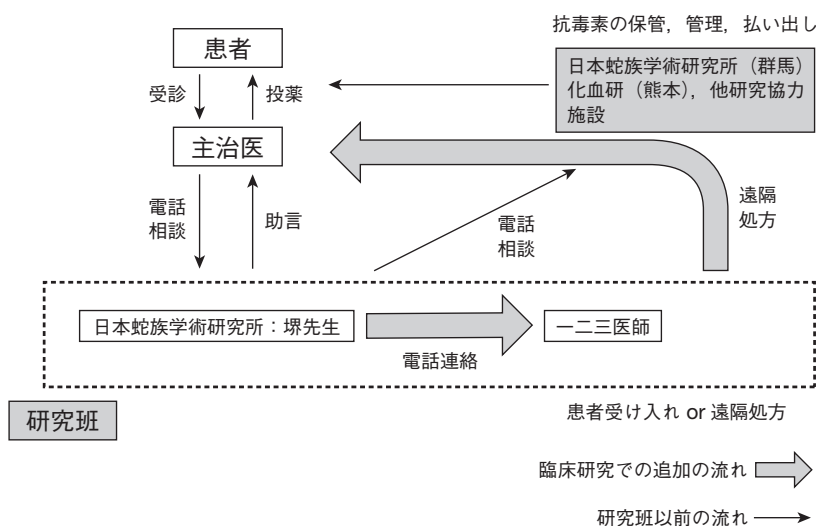 抗毒素の保管，管理，払い出し
患者
日本蛇族学術研究所（群馬）
化血研（熊本），他研究協力
施設
受診
投薬
主治医
電話
相談
助言
電話
相談
遠隔
処方
日本蛇族学術研究所：堺先生
一二三医師
電話連絡
研究班
患者受け入れ or 遠隔処方
臨床研究での追加の流れ
研究班以前の流れ